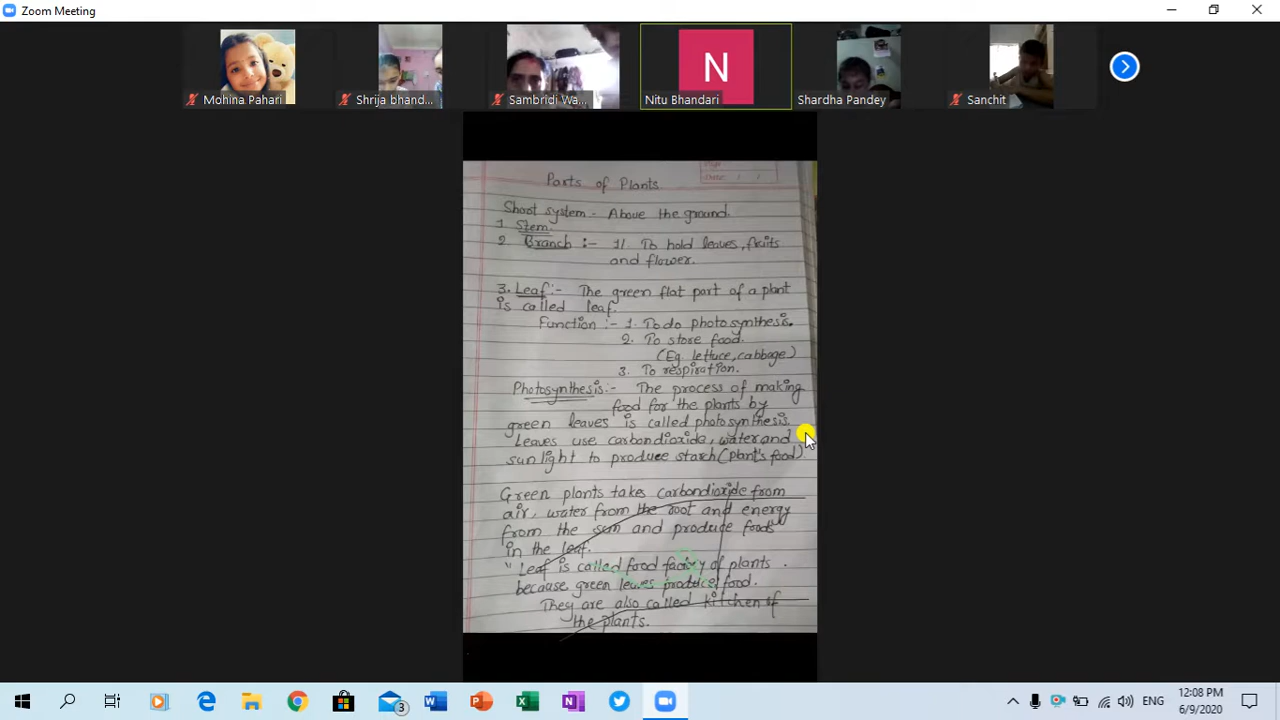 Zoom Meeting
Mohina Pahari
Shrija bhand...
Sambridi Wa...
N
Nitu Bhandari
Shardha Pandey
Sanchit
Page
Date / /
Parts of Plants
Shoot system - Above the ground.
1 Stem
2 Branch :- 1/ To hold leaves, fruits
and flower.
3. Leaf :- The green flat part of a plant
is called leaf.
Function :- 1. To do photosynthesis.
2. To store food.
(Eg. lettuce, cabbage)
3. To respiration.
Photosynthesis :- The process of making
food for the plants by
green leaves is called photosynthesis.
Leaves use carbondioxide, water and
sunlight to produce starch (plant's food)
Green plants takes carbondioxide from
air, water from the root and energy
from the sun and produce foods
in the leaf.
" Leaf is called food factory of plants .
because green leaves produce food.
They are also called kitchen of
the plants.
3
ENG
12:08 PM
6/9/2020